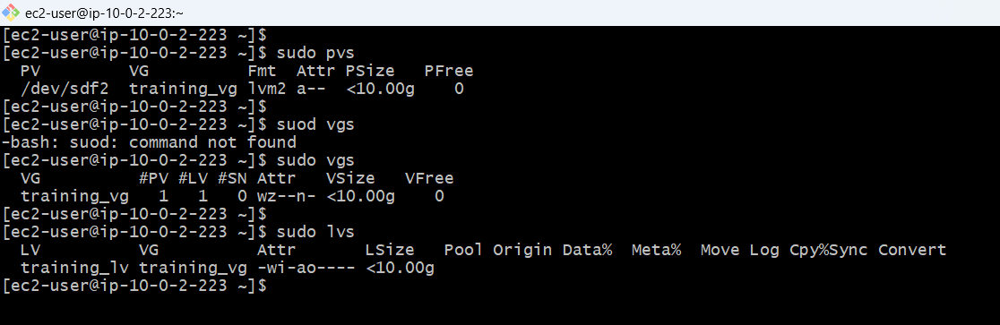 ec2-user@ip-10-0-2-223:~
[ec2-user@ip-10-0-2-223 ~]$
[ec2-user@ip-10-0-2-223 ~]$ sudo pvs
  PV         VG          Fmt  Attr PSize   PFree
  /dev/sdf2  training_vg lvm2 a--  <10.00g    0
[ec2-user@ip-10-0-2-223 ~]$
[ec2-user@ip-10-0-2-223 ~]$ suod vgs
-bash: suod: command not found
[ec2-user@ip-10-0-2-223 ~]$ sudo vgs
  VG          #PV #LV #SN Attr   VSize   VFree
  training_vg   1   1   0 wz--n- <10.00g    0
[ec2-user@ip-10-0-2-223 ~]$
[ec2-user@ip-10-0-2-223 ~]$ sudo lvs
  LV          VG          Attr       LSize   Pool Origin Data%  Meta%  Move Log Cpy%Sync Convert
  training_lv training_vg -wi-ao---- <10.00g
[ec2-user@ip-10-0-2-223 ~]$